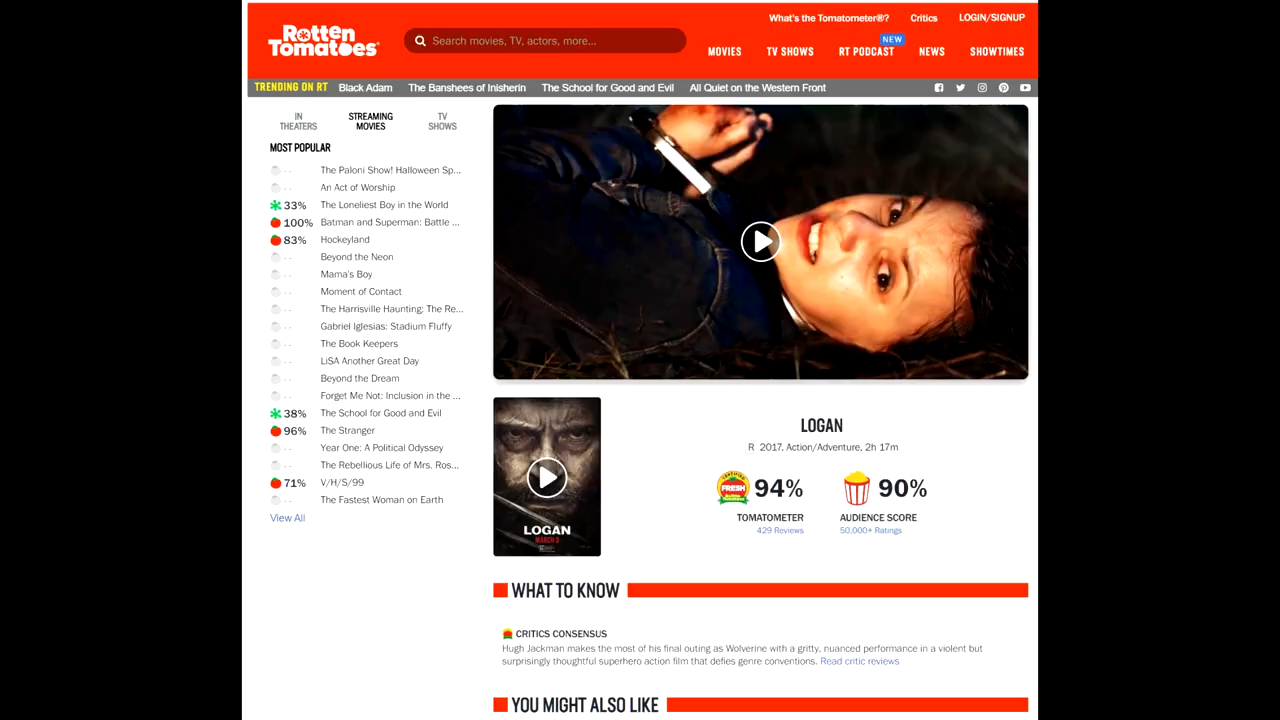 What's the Tomatometer®?
Critics
LOGIN/SIGNUP
Rotten
Tomatoes
Search movies, TV, actors, more...
NEW
MOVIES
TV SHOWS
RT PODCAST
NEWS
SHOWTIMES
TRENDING ON RT
Black Adam
The Banshees of Inisherin
The School for Good and Evil
All Quiet on the Western Front
IN
THEATERS
STREAMING
MOVIES
TV
SHOWS
MOST POPULAR
- - The Paloni Show! Halloween Sp...
- - An Act of Worship
33% The Loneliest Boy in the World
100% Batman and Superman: Battle ...
83% Hockeyland
- - Beyond the Neon
- - Mama's Boy
- - Moment of Contact
- - The Harrisville Haunting: The Re...
- - Gabriel Iglesias: Stadium Fluffy
- - The Book Keepers
- - LiSA Another Great Day
- - Beyond the Dream
- - Forget Me Not: Inclusion in the ...
38% The School for Good and Evil
96% The Stranger
- - Year One: A Political Odyssey
- - The Rebellious Life of Mrs. Ros...
71% V/H/S/99
- - The Fastest Woman on Earth
View All
LOGAN
MARCH 3
LOGAN
R 2017, Action/Adventure, 2h 17m
CERTIFIED
FRESH
94%
90%
TOMATOMETER
AUDIENCE SCORE
429 Reviews
50,000+ Ratings
WHAT TO KNOW
CRITICS CONSENSUS
Hugh Jackman makes the most of his final outing as Wolverine with a gritty, nuanced performance in a violent but
surprisingly thoughtful superhero action film that defies genre conventions. Read critic reviews
YOU MIGHT ALSO LIKE